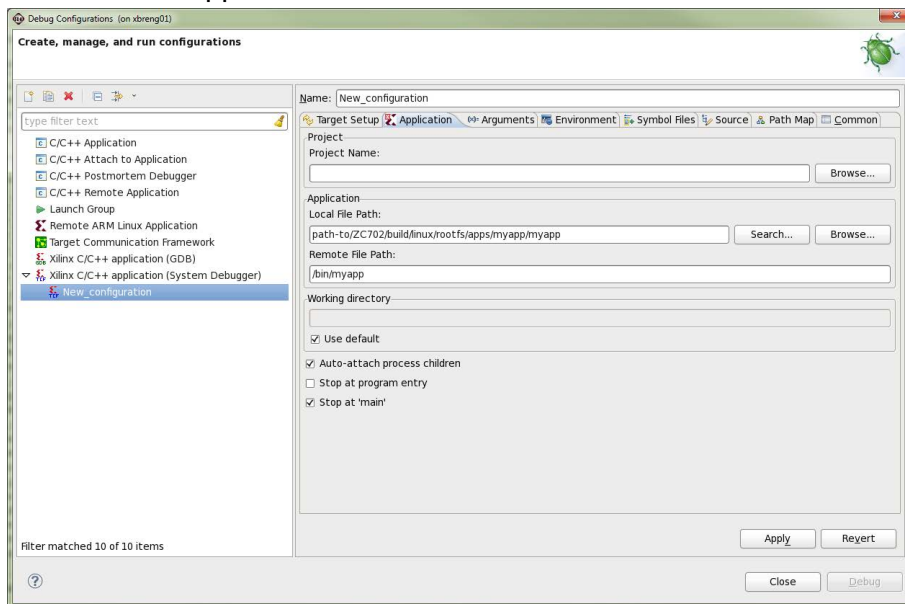 Debug Configurations (on xbreng01)
Create, manage, and run configurations
type filter text
C/C++ Application
C/C++ Attach to Application
C/C++ Postmortem Debugger
C/C++ Remote Application
Launch Group
Remote ARM Linux Application
Target Communication Framework
Xilinx C/C++ application (GDB)
Xilinx C/C++ application (System Debugger)
New_configuration
Filter matched 10 of 10 items
Name: New_configuration
Target Setup Application Arguments Environment Symbol Files Source Path Map Common
Project
Project Name:
Browse...
Application
Local File Path:
path-to/ZC702/build/linux/rootfs/apps/myapp/myapp Search... Browse...
Remote File Path:
/bin/myapp
Working directory
Use default
Auto-attach process children
Stop at program entry
Stop at 'main'
Apply Revert
? Close Debug